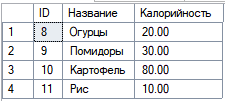 ID Название Калорийность
1 8 Огурцы 20.00
2 9 Помидоры 30.00
3 10 Картофель 80.00
4 11 Рис 10.00